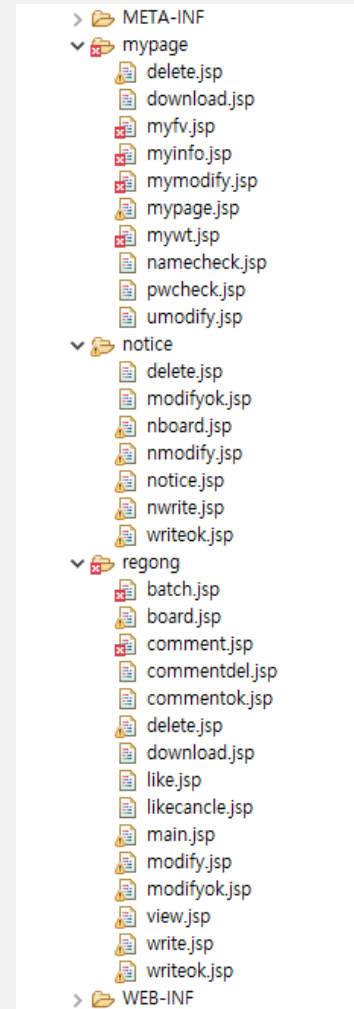 META-INF
mypage
delete.jsp
download.jsp
myfv.jsp
myinfo.jsp
mymodify.jsp
mypage.jsp
mywt.jsp
namecheck.jsp
pwcheck.jsp
umodify.jsp
notice
delete.jsp
modifyok.jsp
nboard.jsp
nmodify.jsp
notice.jsp
nwrite.jsp
writeok.jsp
regong
batch.jsp
board.jsp
comment.jsp
commentdel.jsp
commentok.jsp
delete.jsp
download.jsp
like.jsp
likecancle.jsp
main.jsp
modify.jsp
modifyok.jsp
view.jsp
write.jsp
writeok.jsp
WEB-INF